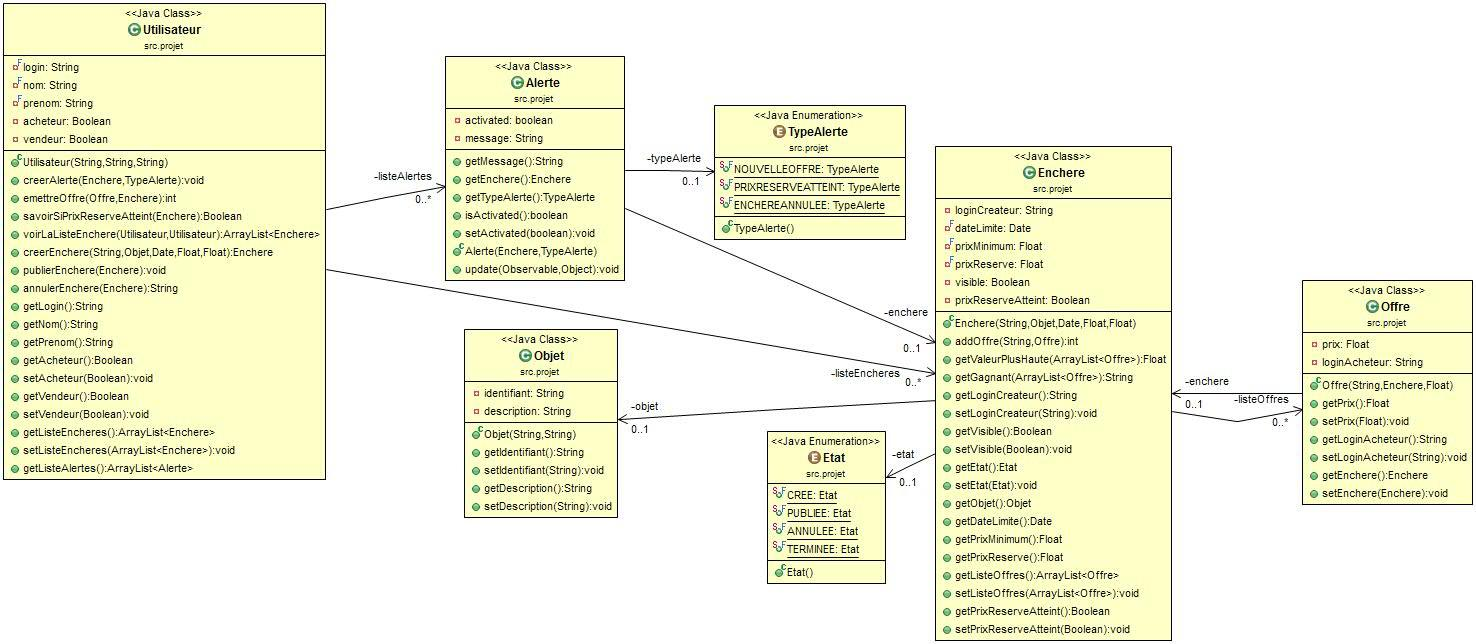 <<Java Class>>
Utilisateur
src.projet
login: String
nom: String
prenom: String
acheteur: Boolean
vendeur: Boolean
Utilisateur(String,String,String)
creerAlerte(Enchere,TypeAlerte):void
emettreOffre(Offre,Enchere):int
savoirSiPrixReserveAtteint(Enchere):Boolean
voirLaListeEnchere(Utilisateur,Utilisateur):ArrayList<Enchere>
creerEnchere(String,Objet,Date,Float,Float):Enchere
publierEnchere(Enchere):void
annulerEnchere(Enchere):String
getLogin():String
getNom():String
getPrenom():String
getAcheteur():Boolean
setAcheteur(Boolean):void
getVendeur():Boolean
setVendeur(Boolean):void
getListeEncheres():ArrayList<Enchere>
setListeEncheres(ArrayList<Enchere>):void
getListeAlertes():ArrayList<Alerte>
-listeAlertes
0..*
<<Java Class>>
Alerte
src.projet
activated: boolean
message: String
getMessage():String
getEnchere():Enchere
getTypeAlerte():TypeAlerte
isActivated():boolean
setActivated(boolean):void
Alerte(Enchere,TypeAlerte)
update(Observable,Object):void
-typeAlerte
0..1
<<Java Enumeration>>
TypeAlerte
src.projet
NOUVELLEOFFRE: TypeAlerte
PRIXRESERVEATTEINT: TypeAlerte
ENCHEREANNULEE: TypeAlerte
TypeAlerte()
-enchere
0..1
-listeEncheres
0..*
<<Java Class>>
Objet
src.projet
identifiant: String
description: String
Objet(String,String)
getIdentifiant():String
setIdentifiant(String):void
getDescription():String
setDescription(String):void
-objet
0..1
<<Java Enumeration>>
Etat
src.projet
CREE: Etat
PUBLIEE: Etat
ANNULEE: Etat
TERMINEE: Etat
Etat()
-etat
0..1
<<Java Class>>
Enchere
src.projet
loginCreateur: String
dateLimite: Date
prixMinimum: Float
prixReserve: Float
visible: Boolean
prixReserveAtteint: Boolean
Enchere(String,Objet,Date,Float,Float)
addOffre(String,Offre):int
getValeurPlusHaute(ArrayList<Offre>):Float
getGagnant(ArrayList<Offre>):String
getLoginCreateur():String
setLoginCreateur(String):void
getVisible():Boolean
setVisible(Boolean):void
getEtat():Etat
setEtat(Etat):void
getObjet():Objet
getDateLimite():Date
getPrixMinimum():Float
getPrixReserve():Float
getListeOffres():ArrayList<Offre>
setListeOffres(ArrayList<Offre>):void
getPrixReserveAtteint():Boolean
setPrixReserveAtteint(Boolean):void
-enchere
0..1
-listeOffres
0..*
<<Java Class>>
Offre
src.projet
prix: Float
loginAcheteur: String
Offre(String,Enchere,Float)
getPrix():Float
setPrix(Float):void
getLoginAcheteur():String
setLoginAcheteur(String):void
getEnchere():Enchere
setEnchere(Enchere):void